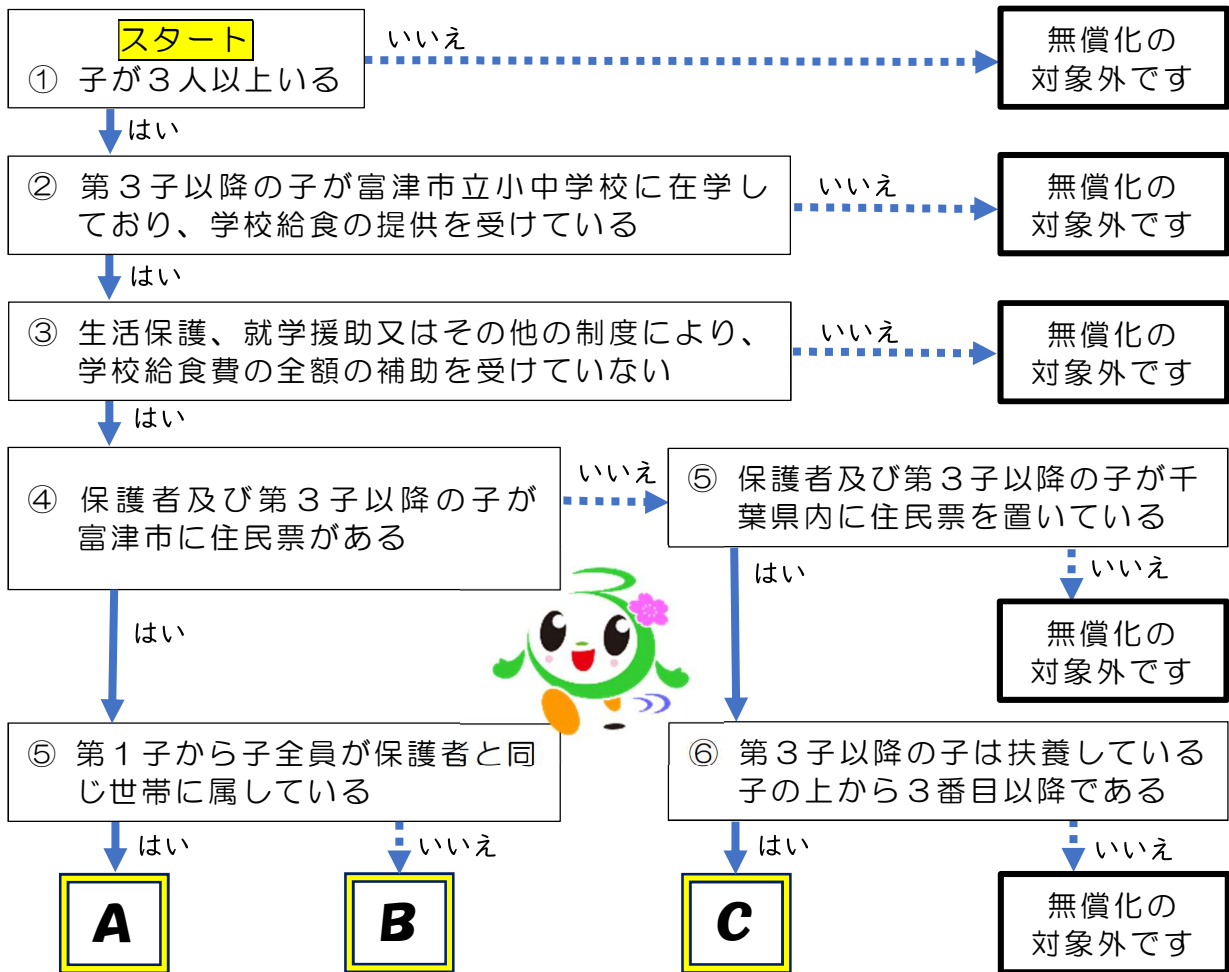 スタート
① 子が３人以上いる
いいえ
無償化の
対象外です
はい
② 第３子以降の子が富津市立小中学校に在学し
ており、学校給食の提供を受けている
いいえ
無償化の
対象外です
はい
③ 生活保護、就学援助又はその他の制度により、
学校給食費の全額の補助を受けていない
いいえ
無償化の
対象外です
はい
④ 保護者及び第３子以降の子が
富津市に住民票がある
いいえ
⑤ 保護者及び第３子以降の子が千
葉県内に住民票を置いている
はい
はい
いいえ
無償化の
対象外です
⑤ 第１子から子全員が保護者と同
じ世帯に属している
⑥ 第３子以降の子は扶養している
子の上から３番目以降である
はい
いいえ
はい
いいえ
A
B
C
無償化の
対象外です